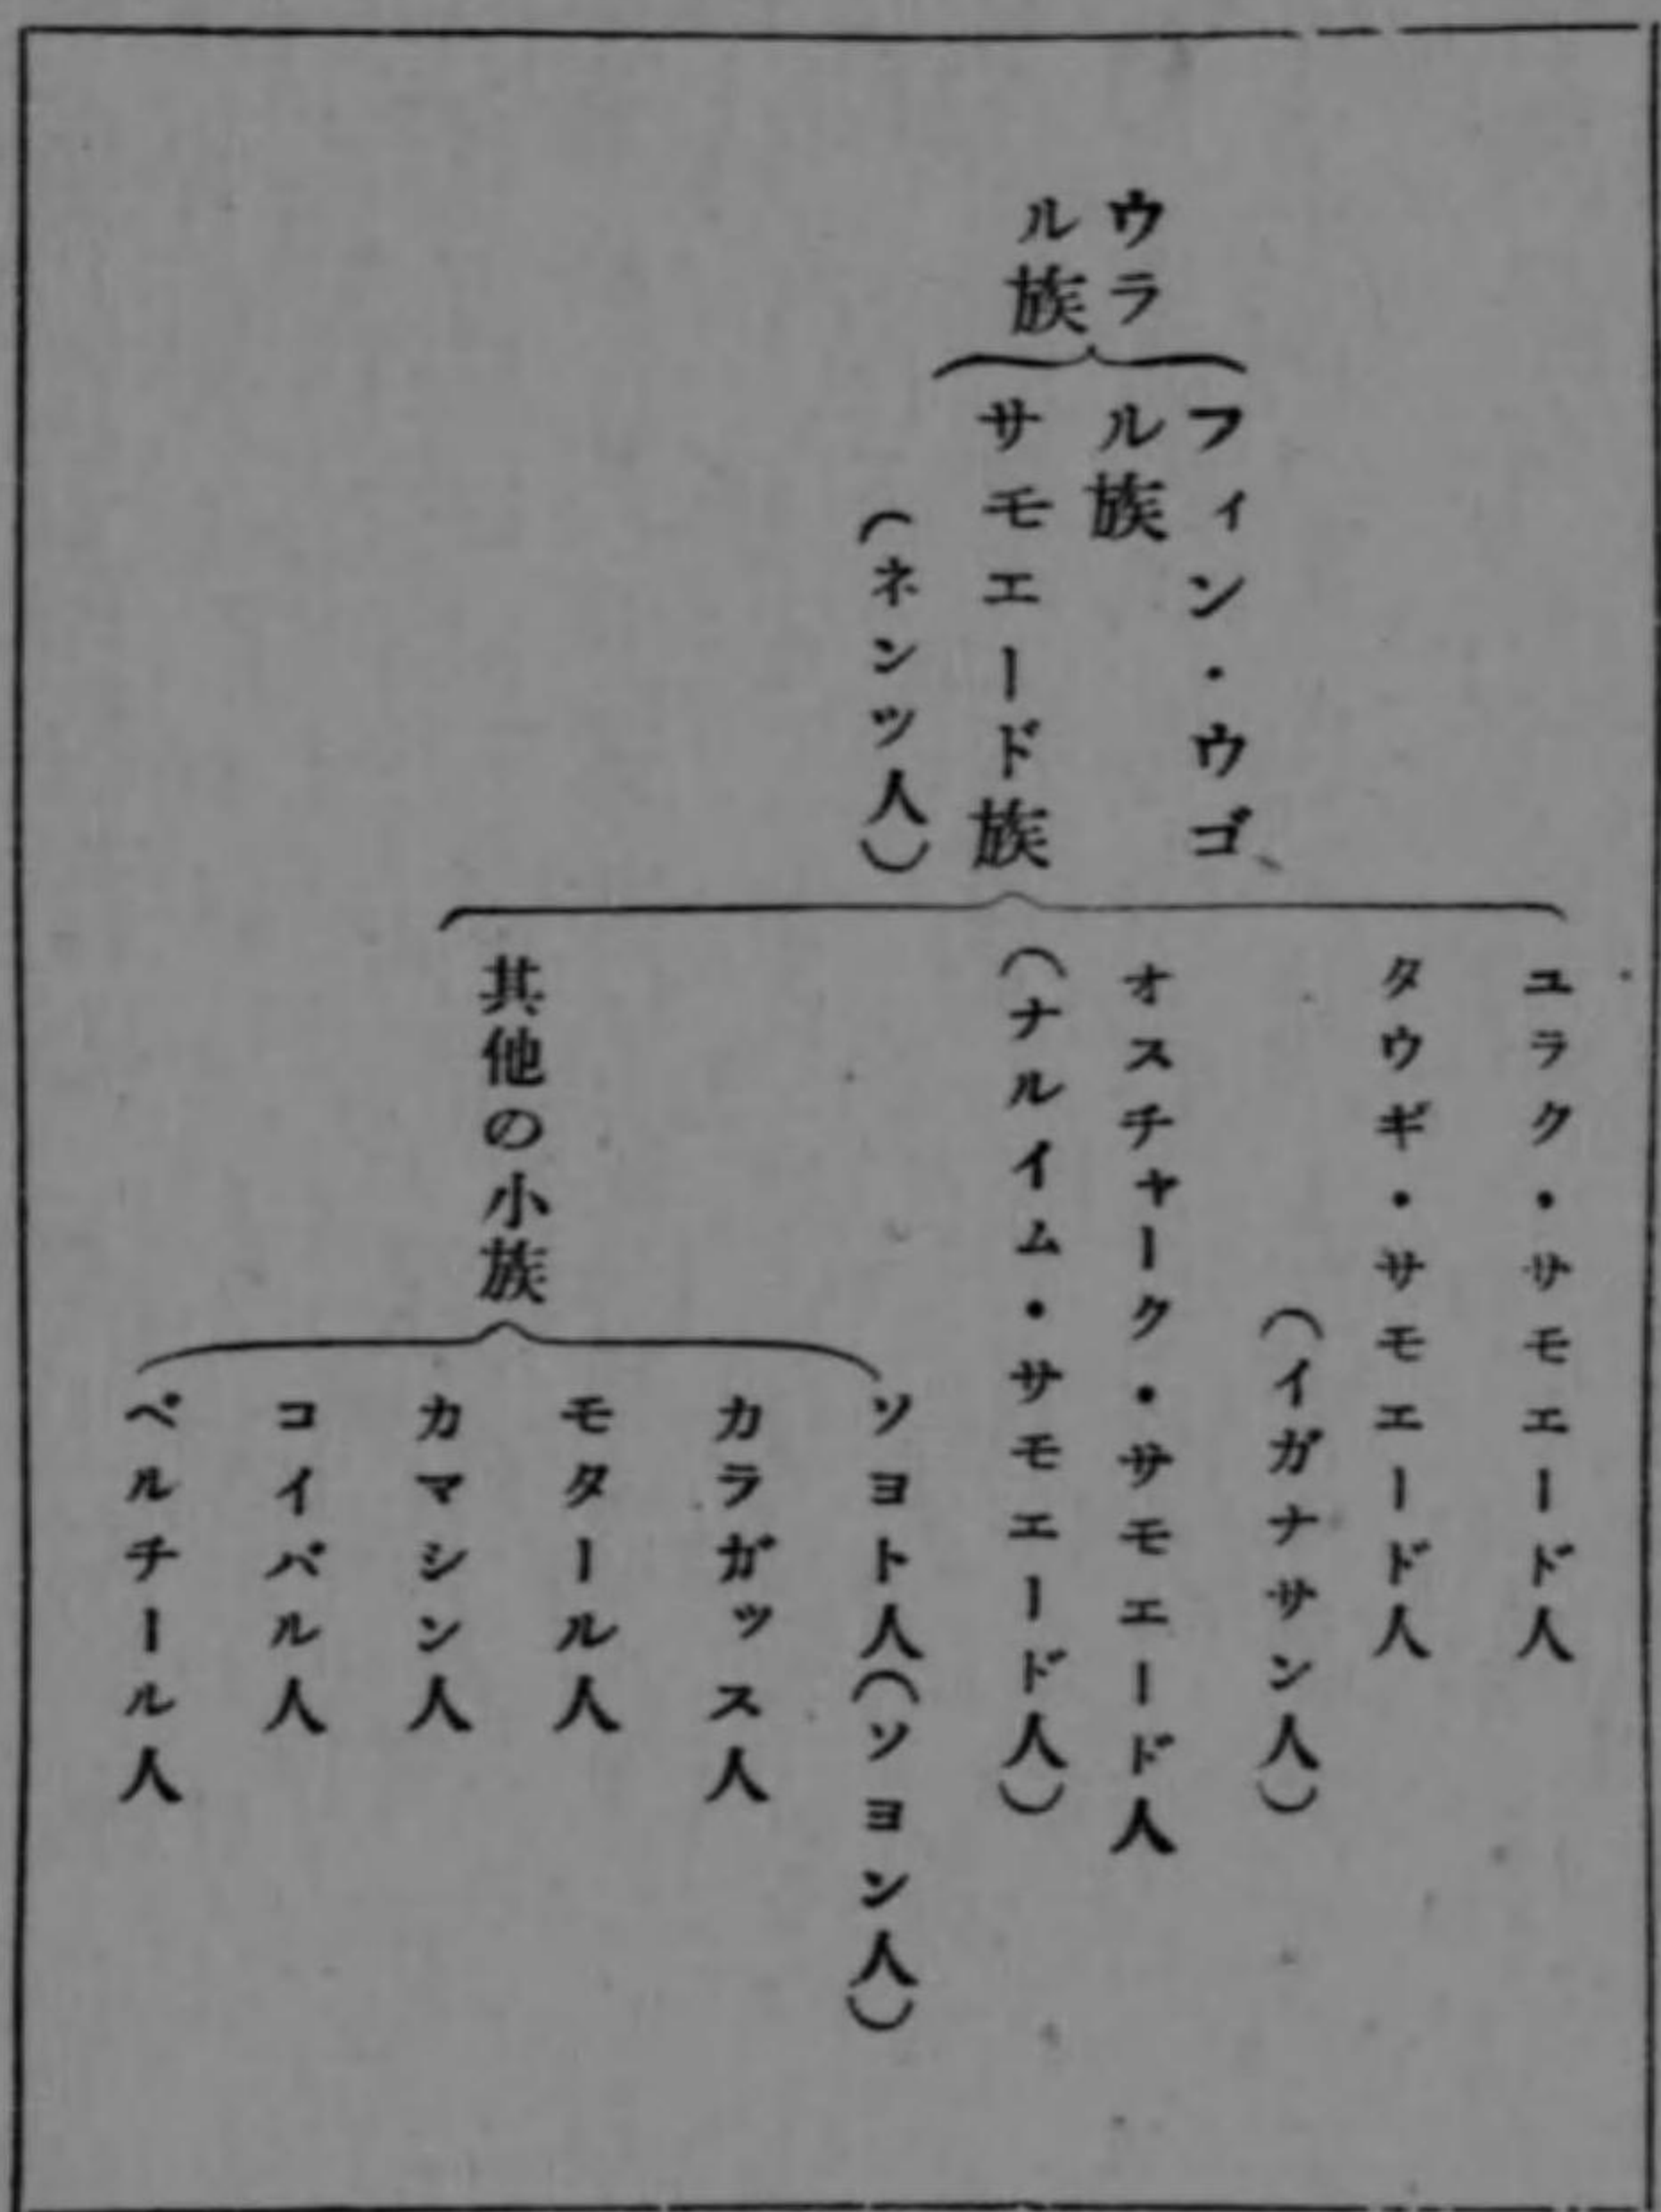 ウラ
ル族
フィン・ウゴ
ル族
サモエード族
(ネンツ人)
ユラク・サモエード人
タウギ・サモエード人
(イガナサン人)
オスチャーク・サモエード人
(ナルイム・サモエード人)
其他の小族
ソヨト人(ソヨン人)
カラガッス人
モタール人
カマシン人
コイバル人
ベルチール人